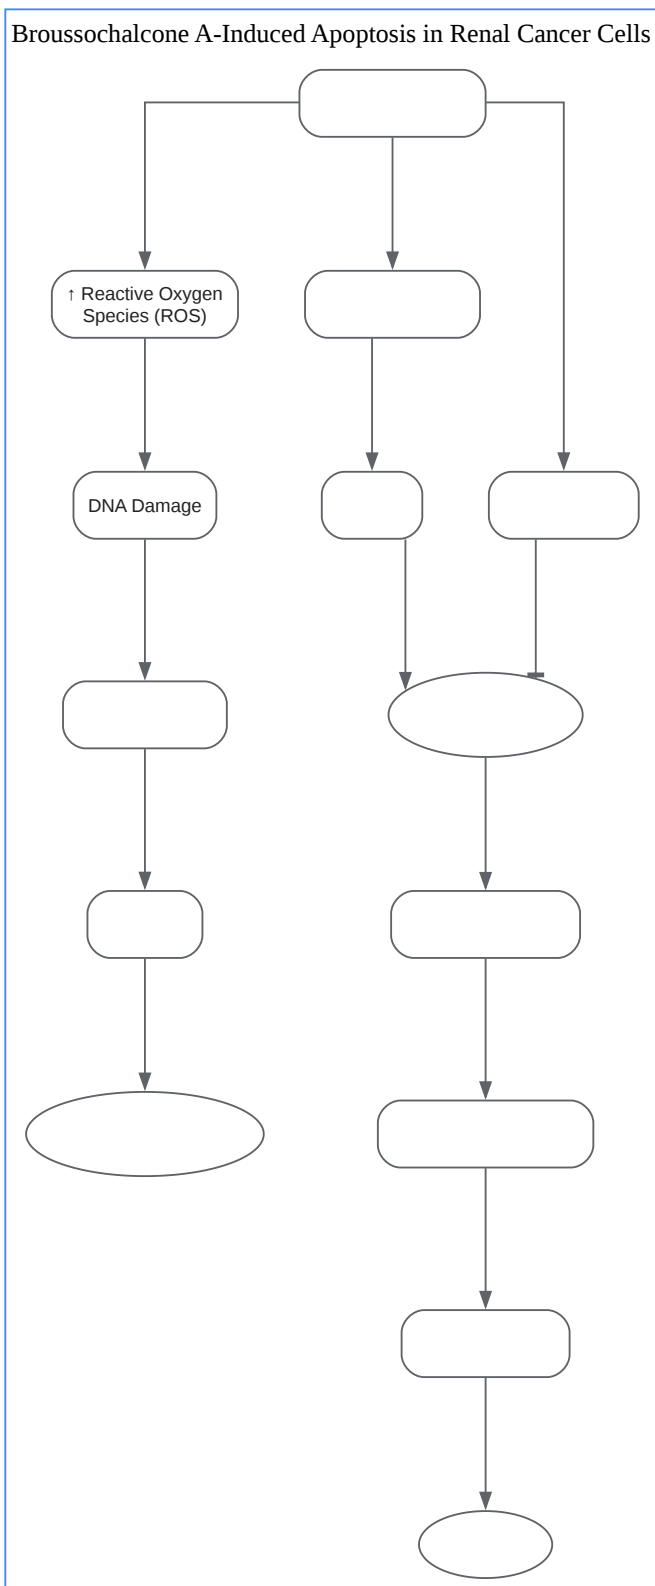 Broussochalcone A-Induced Apoptosis in Renal Cancer Cells
↑ Reactive Oxygen
Species (ROS)
DNA Damage